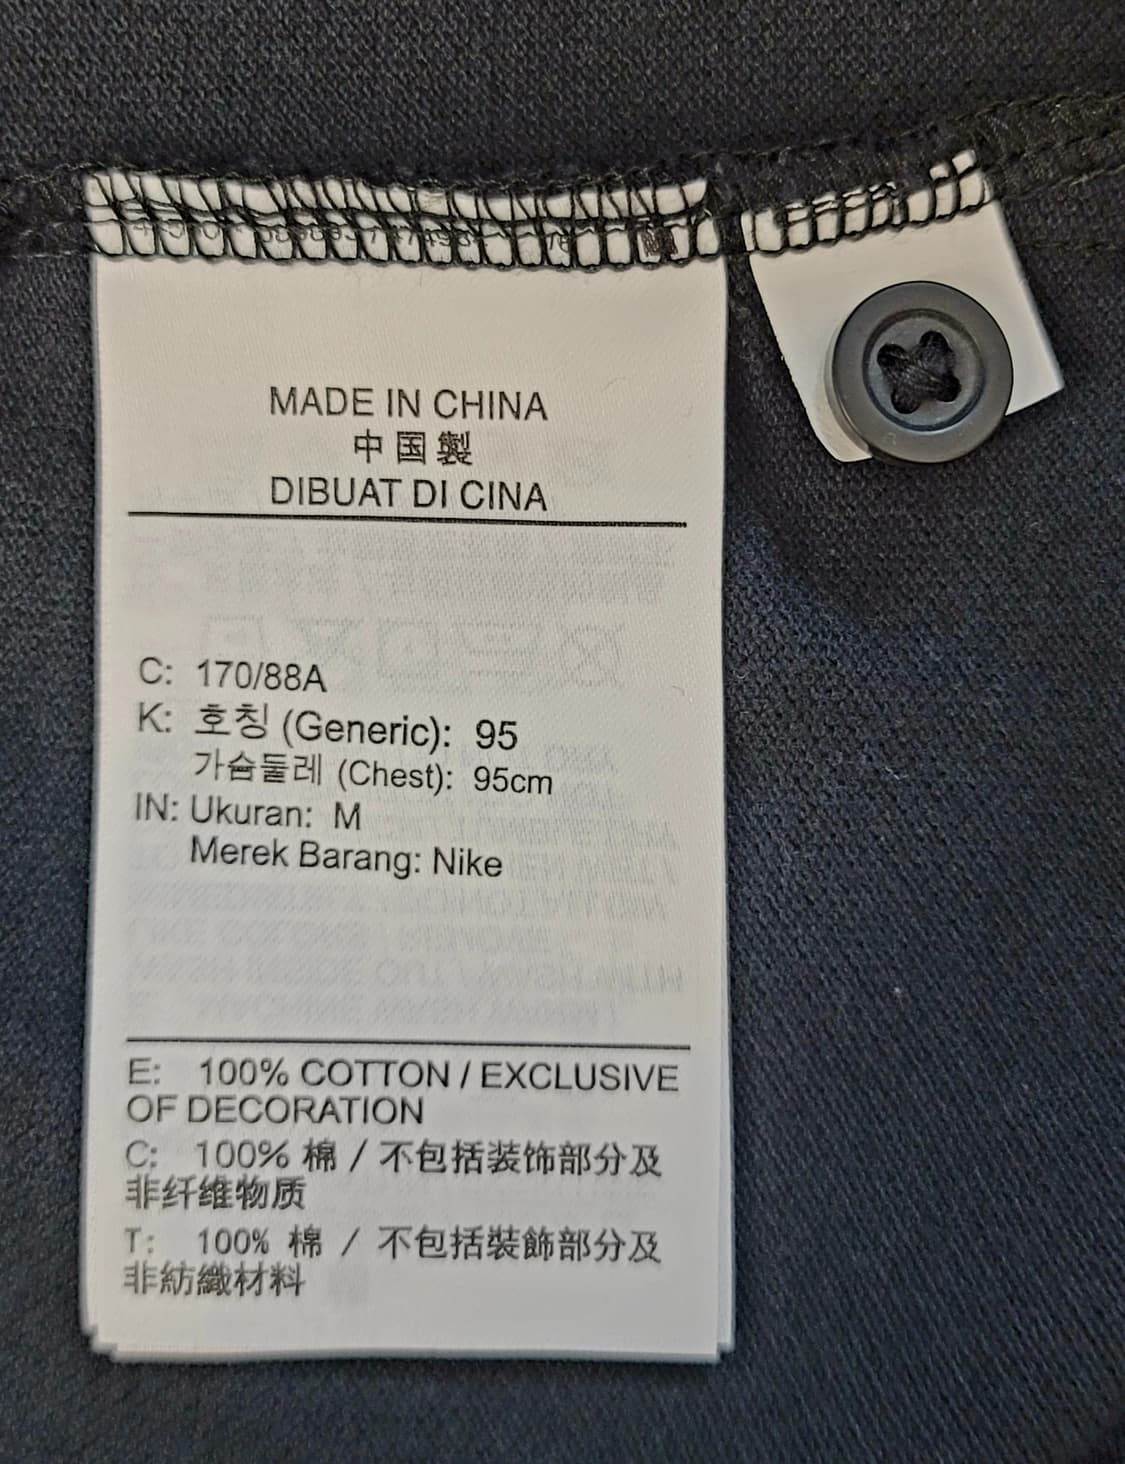 MADE IN CHINA
中国製
DIBUAT DI CINA
C: 170/88A
K: 호칭 (Generic): 95
가슴둘레 (Chest): 95cm
IN: Ukuran: M
Merek Barang: Nike
E: 100% COTTON / EXCLUSIVE
OF DECORATION
C: 100% 棉 / 不包括装饰部分及
非纤维物质
T: 100% 棉 / 不包括裝飾部分及
非紡織材料